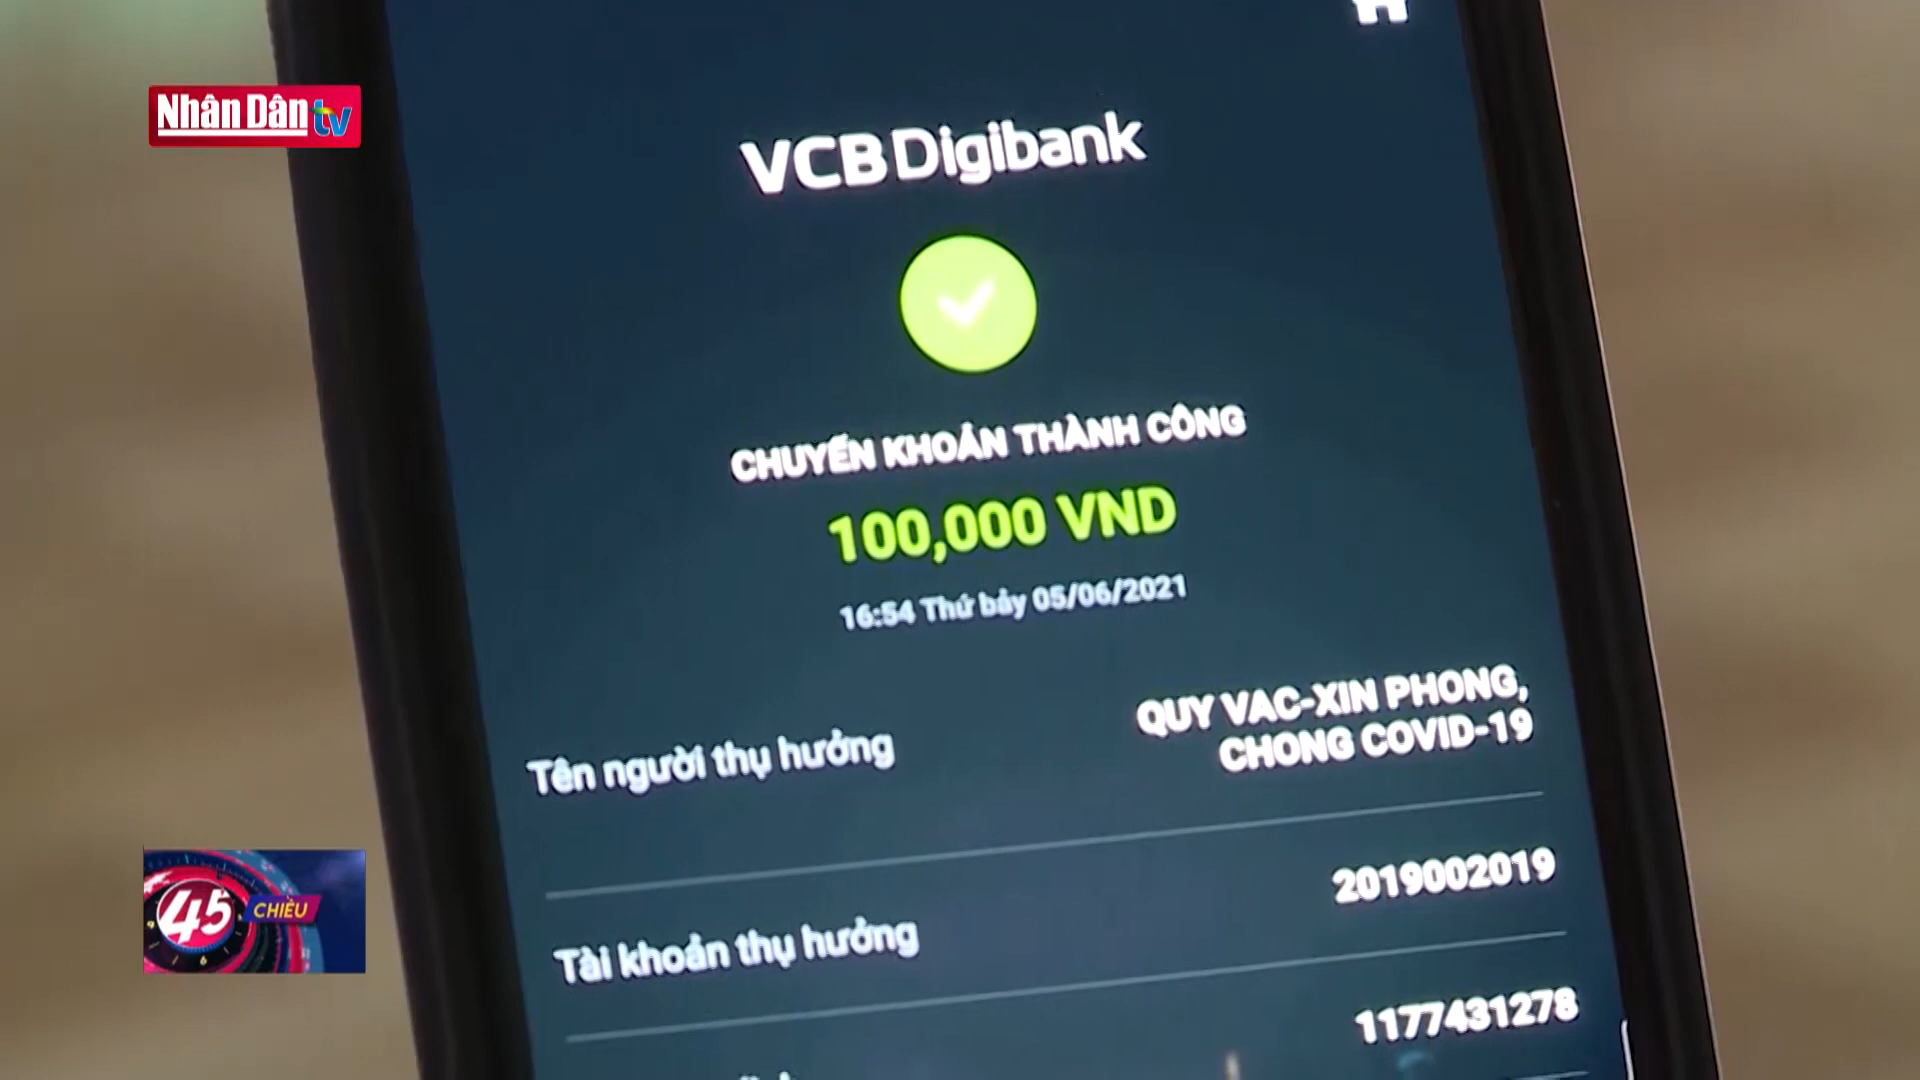 Nhân Dân tv
VCB Digibank
CHUYỂN KHOẢN THÀNH CÔNG
100,000 VND
16:54 Thứ bảy 05/06/2021
Tên người thụ hưởng
QUY VAC-XIN PHONG,
CHONG COVID-19
Tài khoản thụ hưởng
2019002019
1177431278
45 CHIỀU